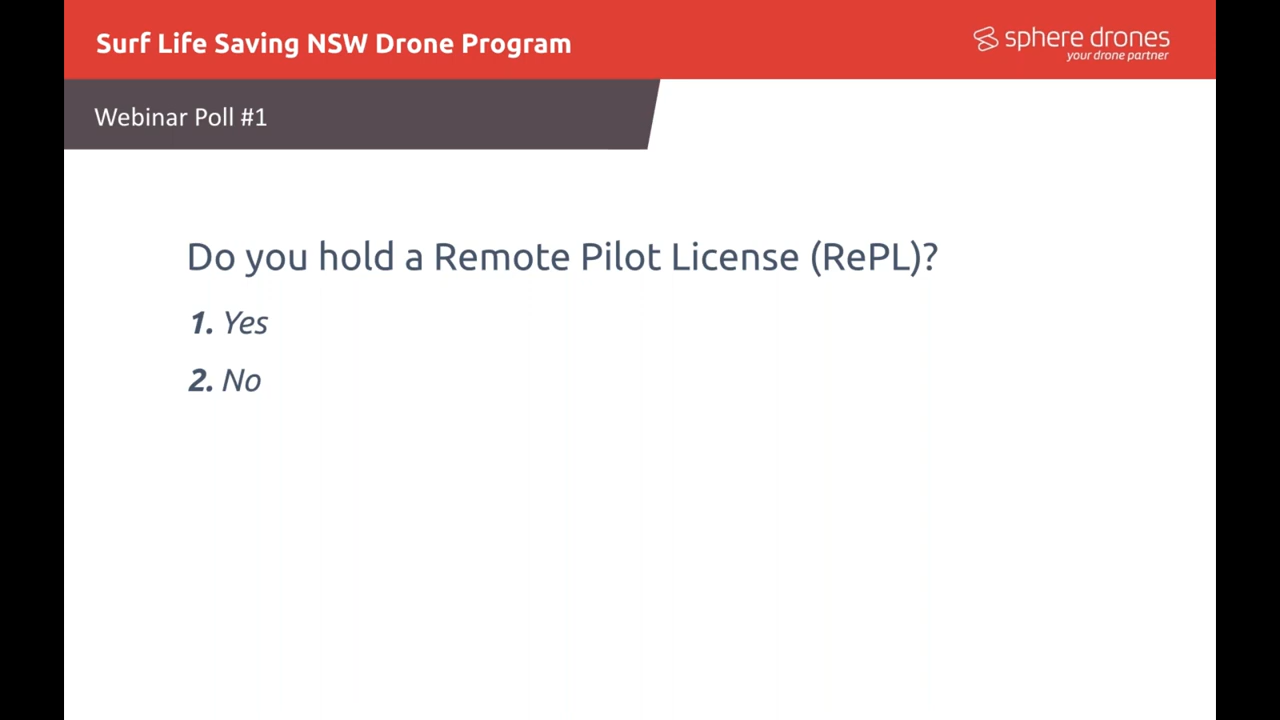 Surf Life Saving NSW Drone Program
sphere drones
your drone partner
Webinar Poll #1
Do you hold a Remote Pilot License (RePL)?
1. Yes
2. No